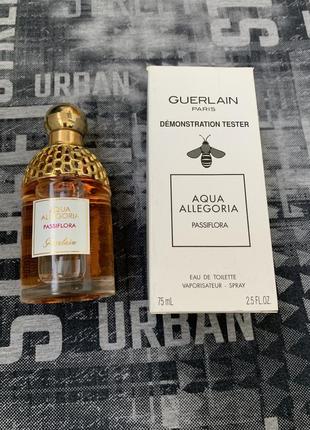 URBAN
AQUA
ALLEGORIA
PASSIFLORA
Guerlain
GUERLAIN
PARIS
DÉMONSTRATION TESTER
AQUA
ALLEGORIA
PASSIFLORA
EAU DE TOILETTE
VAPORISATEUR - SPRAY
75 mL 2.5 FL.OZ.
URBAN